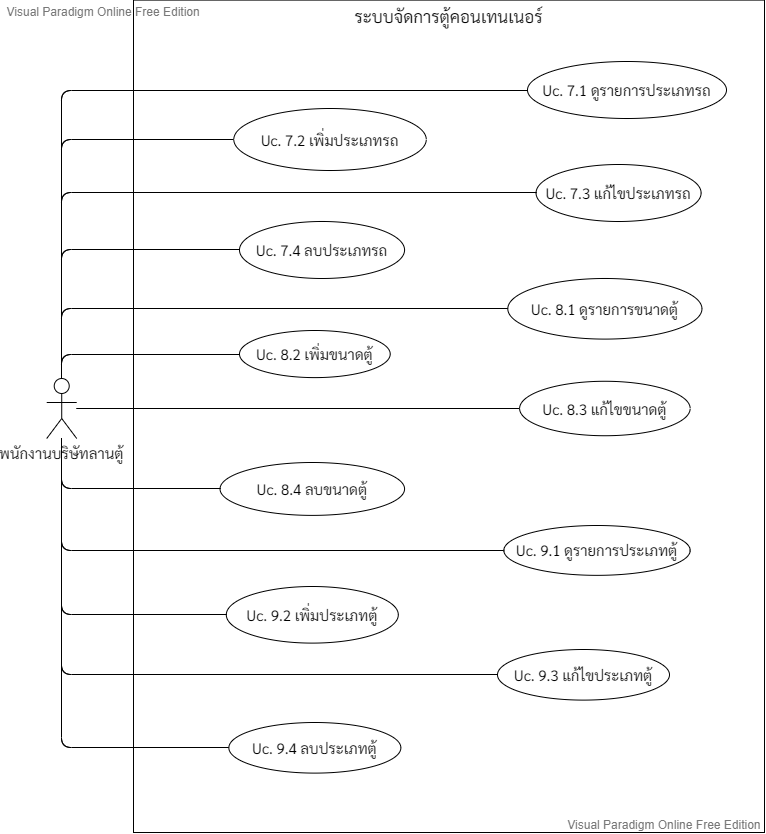 Visual Paradigm Online Free Edition
ระบบจัดการตู้คอนเทนเนอร์
Uc. 7.1 ดูรายการประเภทรถ
Uc. 7.2 เพิ่มประเภทรถ
Uc. 7.3 แก้ไขประเภทรถ
Uc. 7.4 ลบประเภทรถ
Uc. 8.1 ดูรายการขนาดตู้
Uc. 8.2 เพิ่มขนาดตู้
Uc. 8.3 แก้ไขขนาดตู้
พนักงานบริษัทลานตู้
Uc. 8.4 ลบขนาดตู้
Uc. 9.1 ดูรายการประเภทตู้
Uc. 9.2 เพิ่มประเภทตู้
Uc. 9.3 แก้ไขประเภทตู้
Uc. 9.4 ลบประเภทตู้
Visual Paradigm Online Free Edition